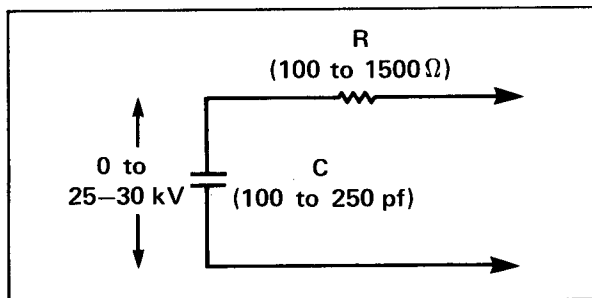 R
(100 to 1500Ω)
0 to
25–30 kV
C
(100 to 250 pf)